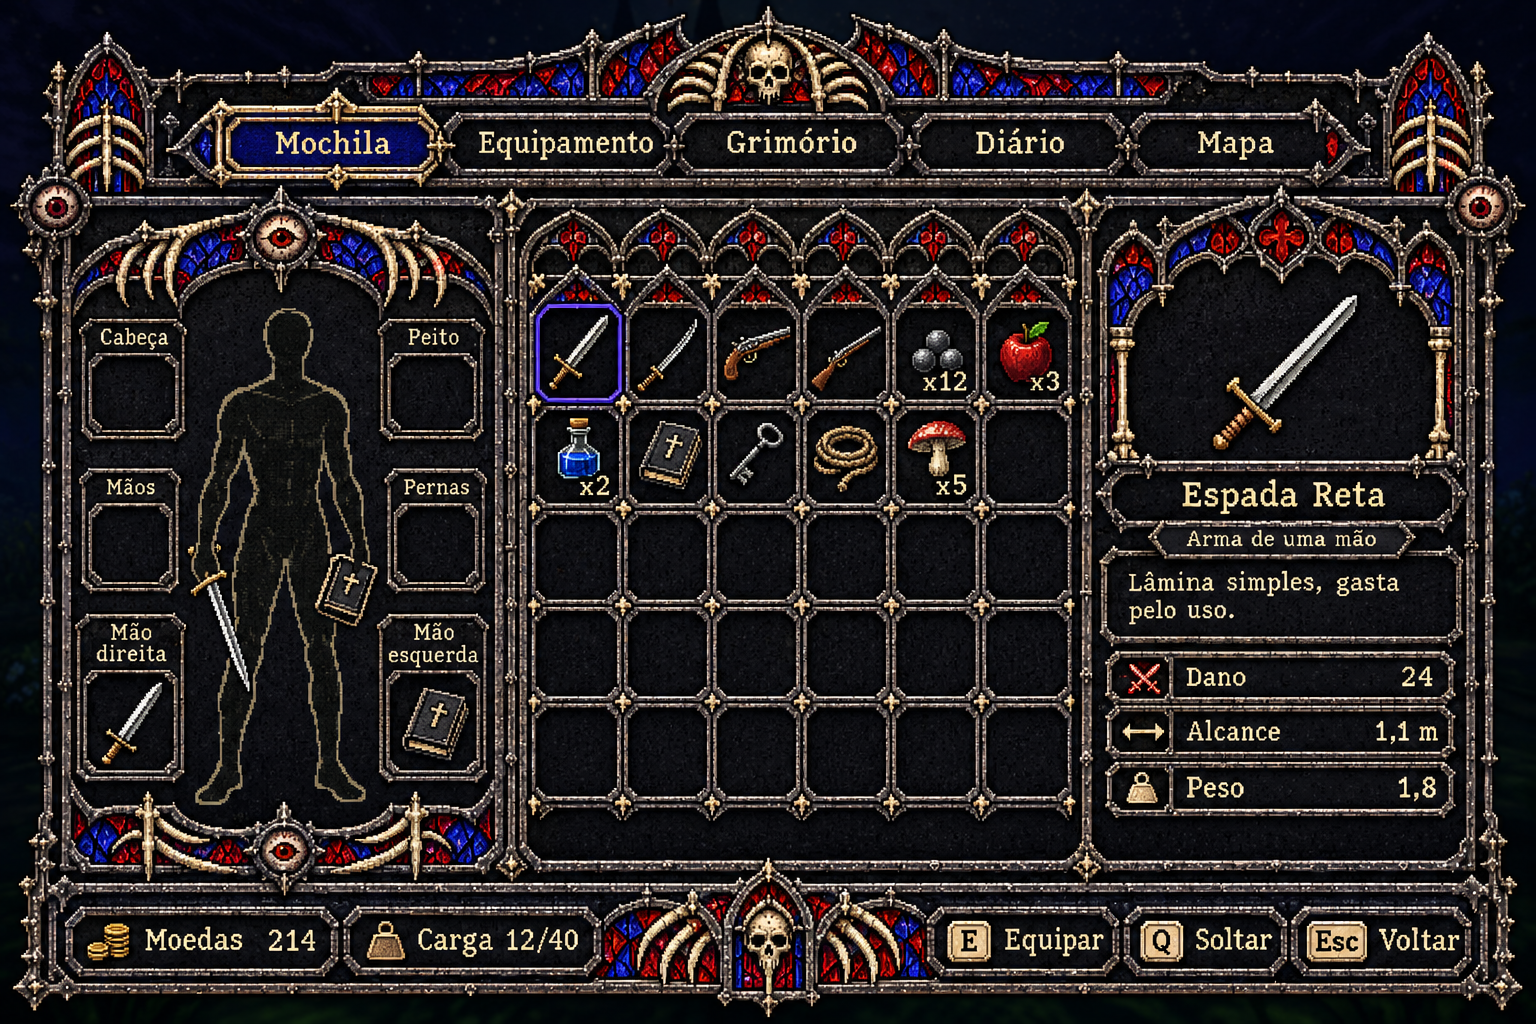 Mochila
Equipamento
Grimório
Diário
Mapa
Cabeça
Peito
Mãos
Pernas
Mão
direita
Mão
esquerda
x12
x3
x2
x5
Espada Reta
Arma de uma mão
Lâmina simples, gasta
pelo uso.
Dano 24
Alcance 1,1 m
Peso 1,8
Moedas 214
Carga 12/40
E Equipar
Q Soltar
Esc Voltar